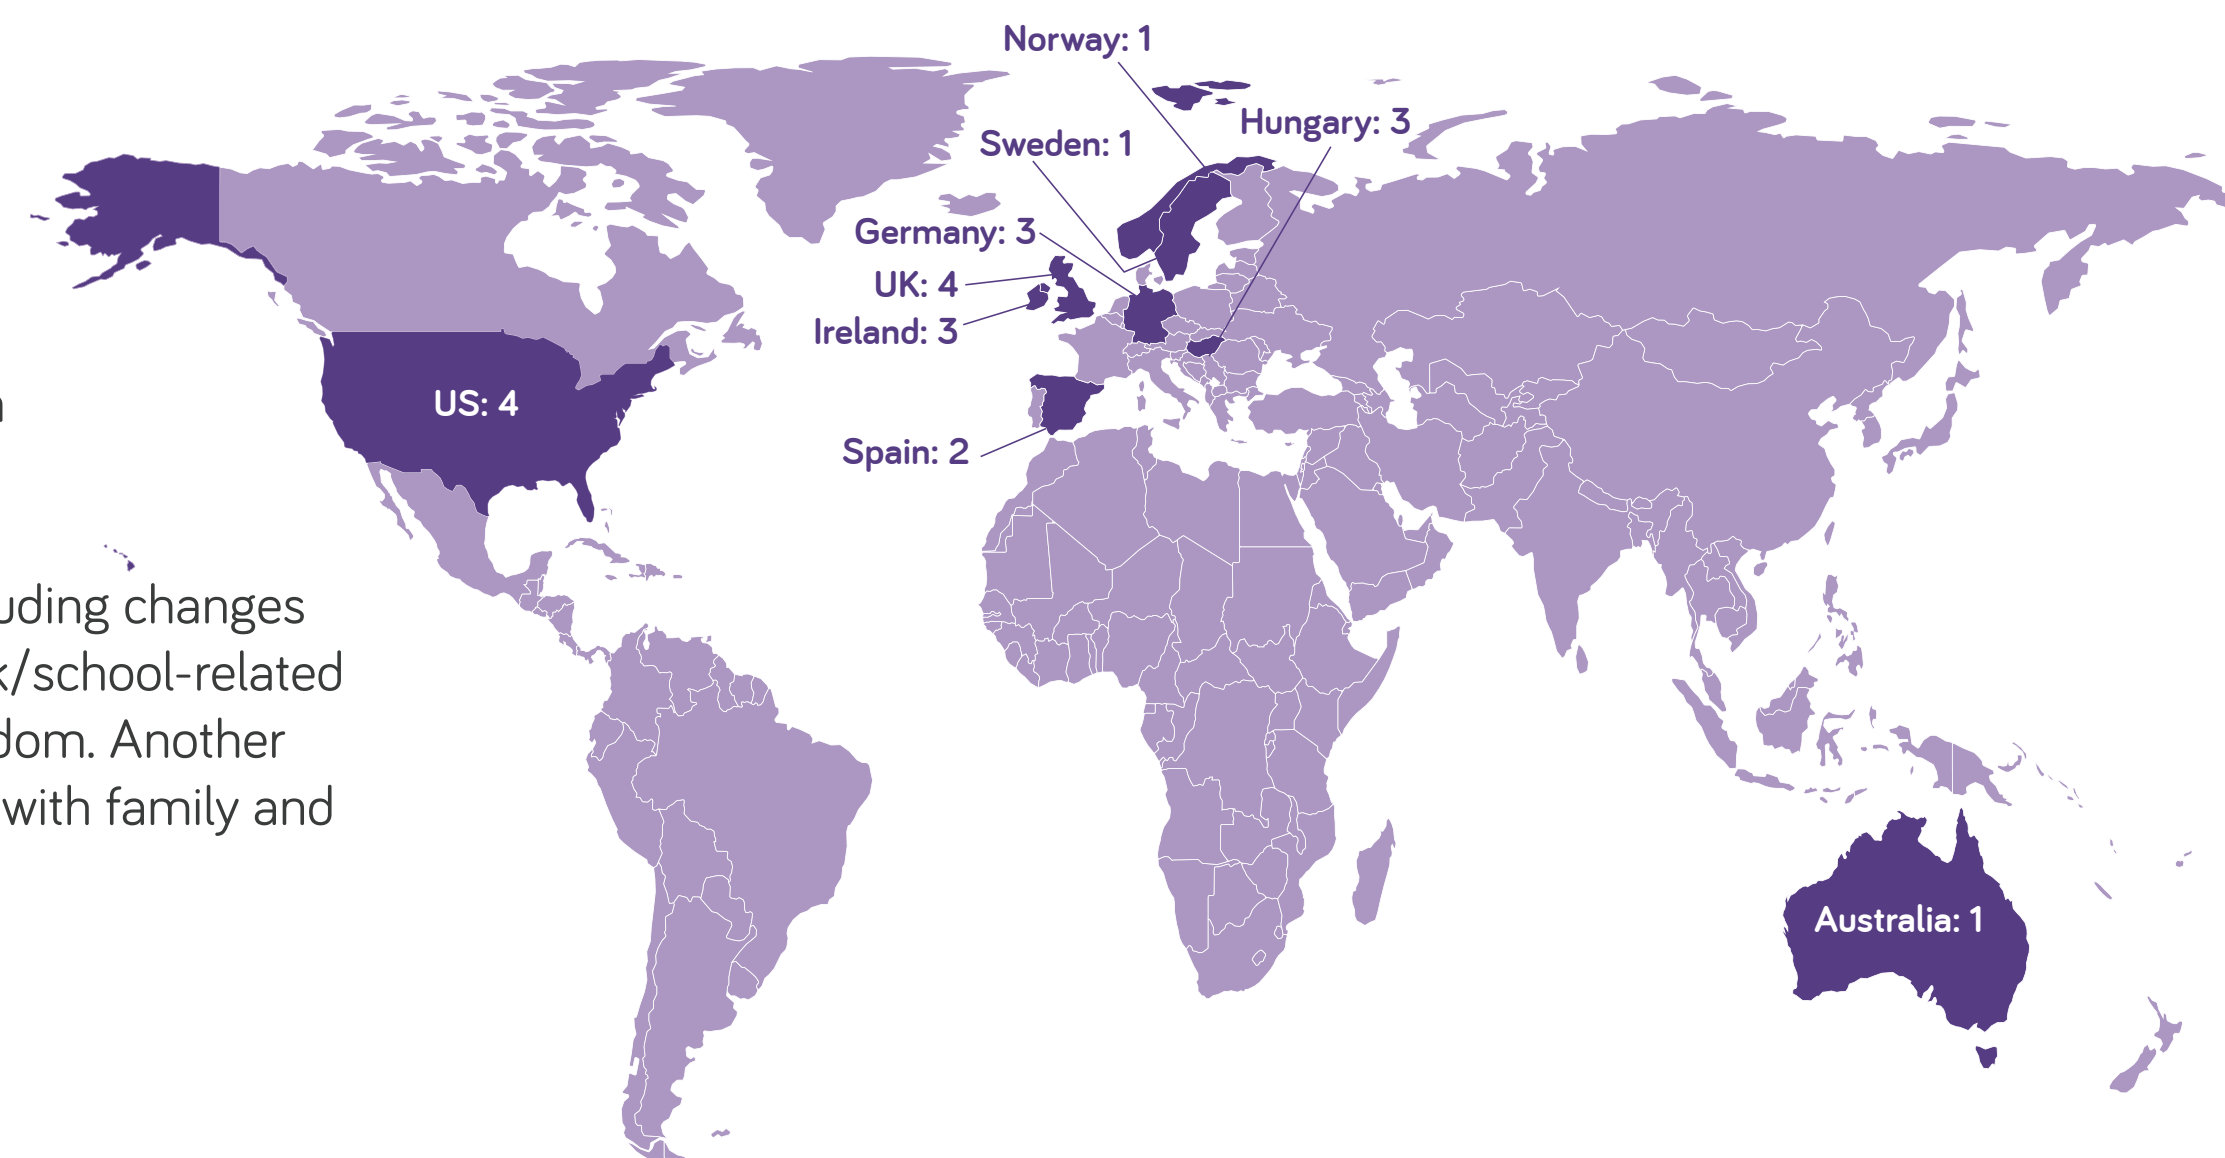 Norway: 1
Hungary: 3
Sweden: 1
Germany: 3
UK: 4
Ireland: 3
US: 4
Spain: 2
changes
/school-related
Another
with family and
Australia: 1